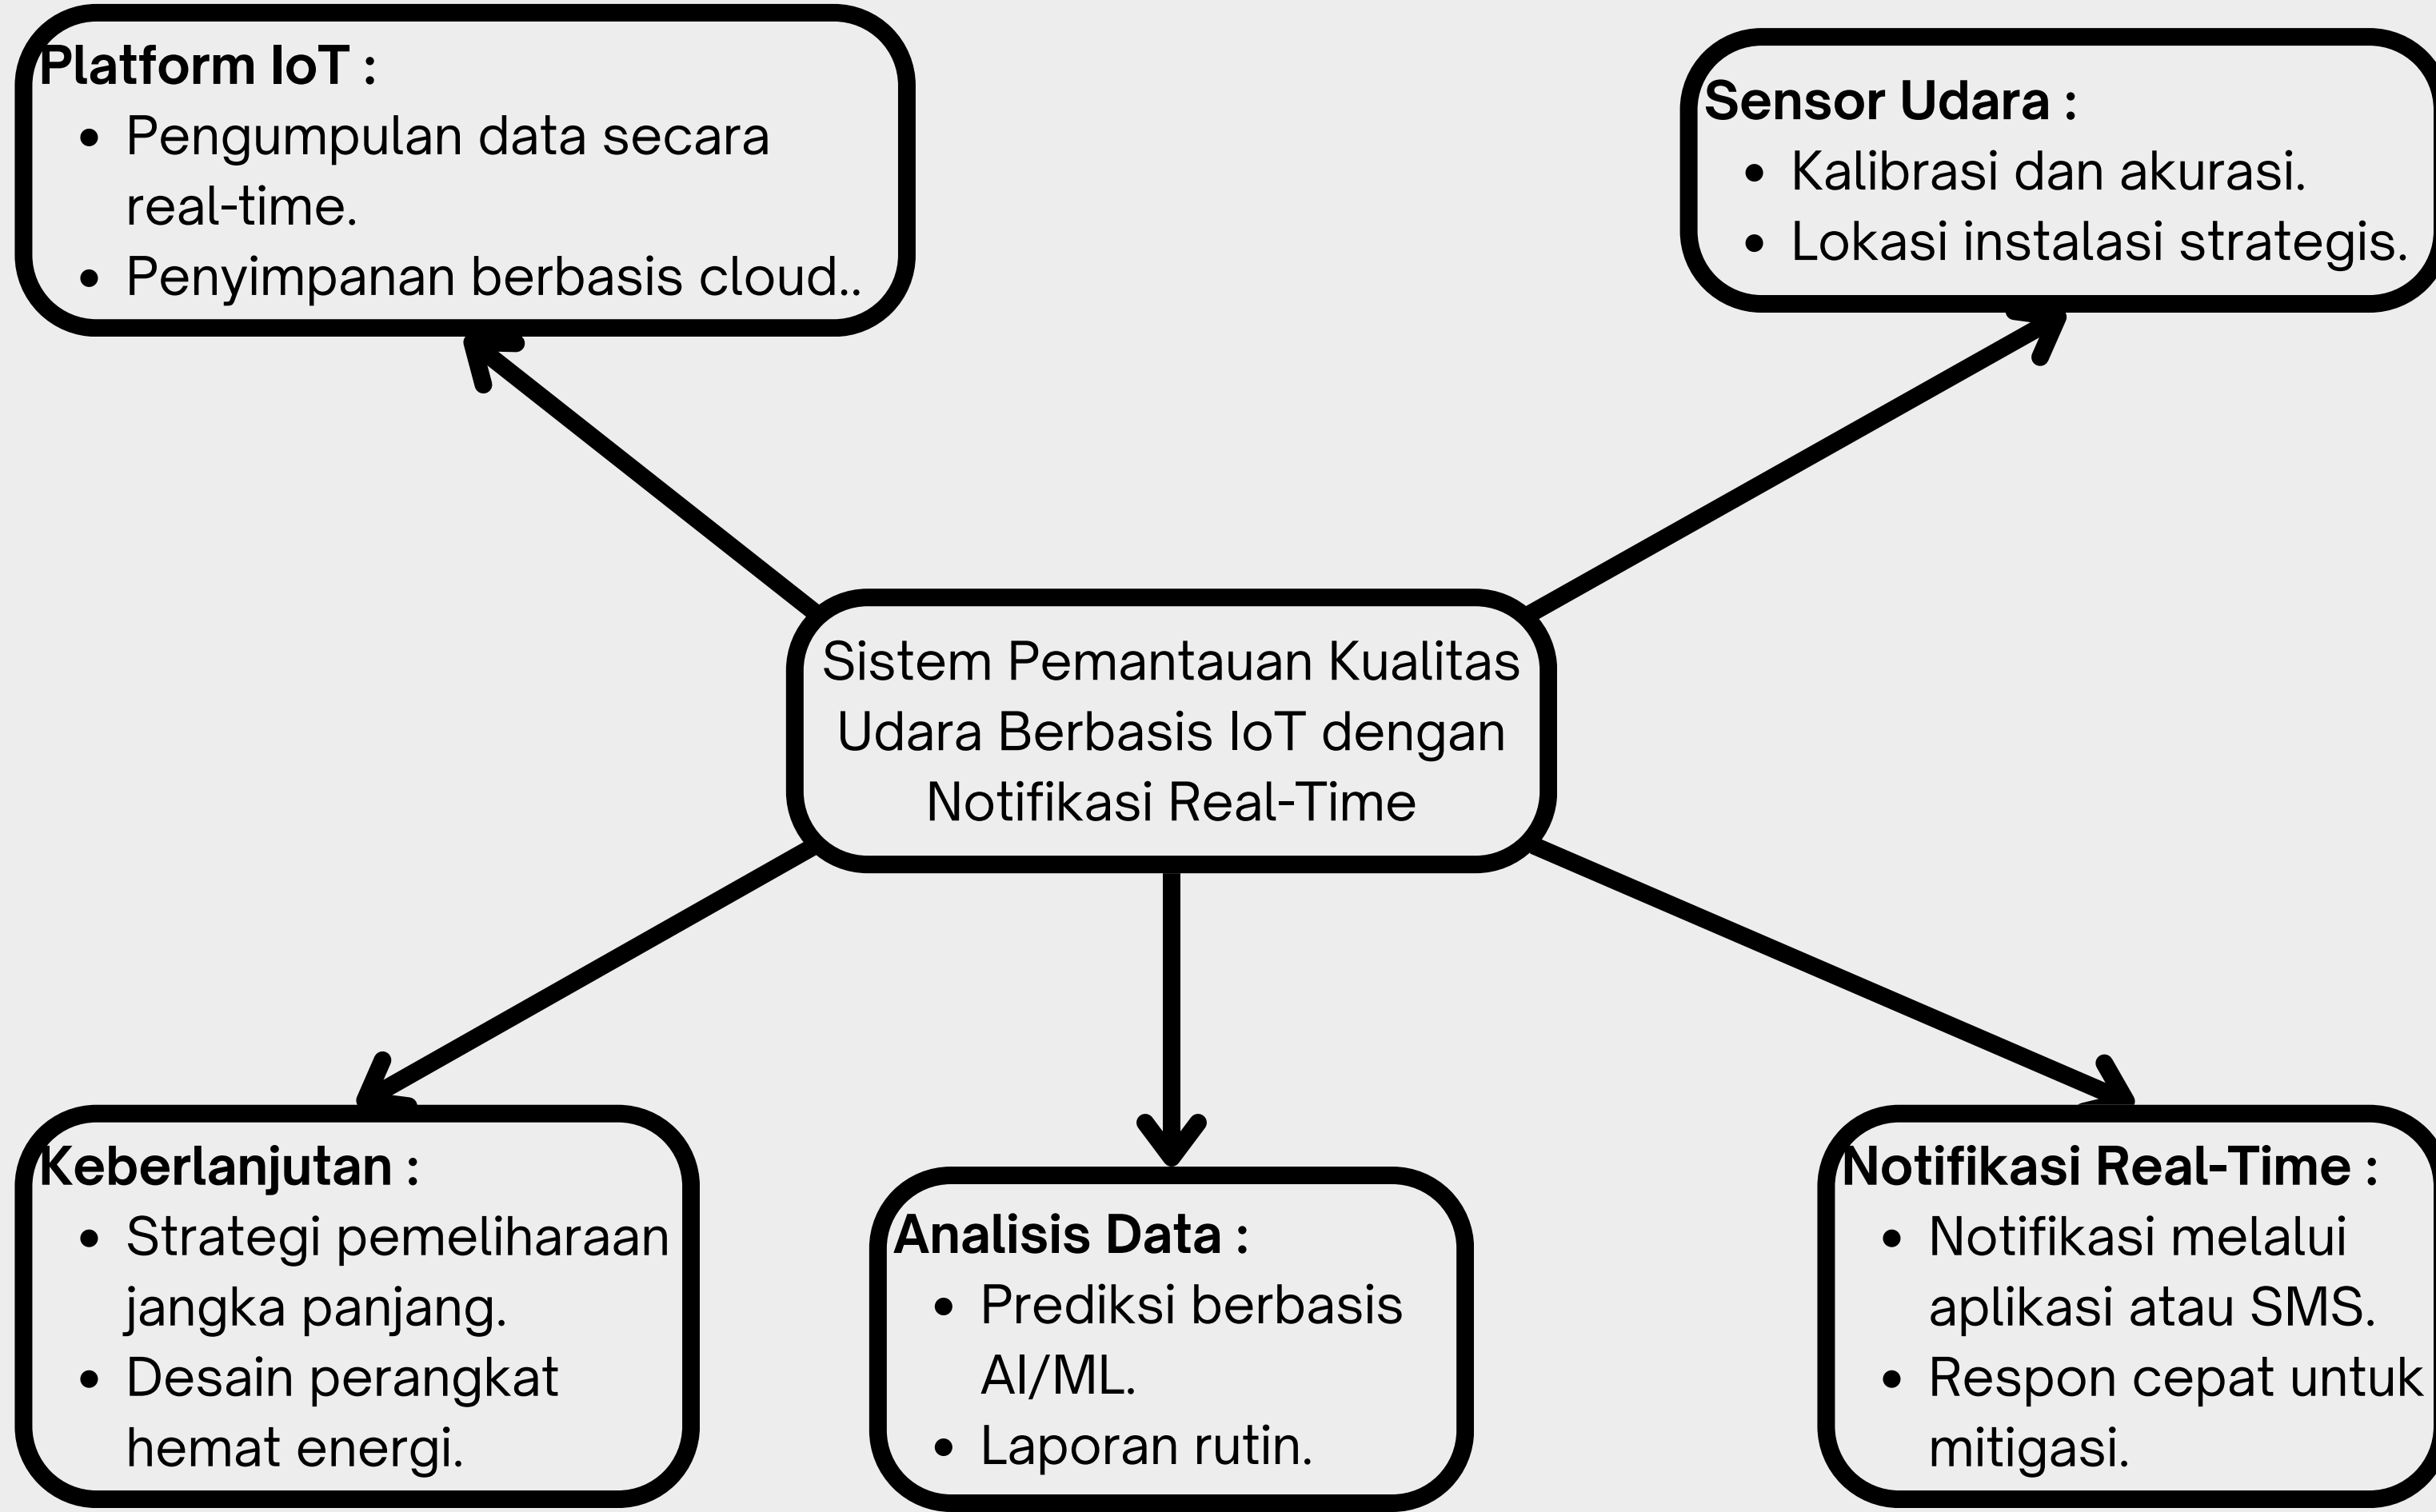 Platform IoT :
• Pengumpulan data secara
real-time.
• Penyimpanan berbasis cloud..
Sensor Udara :
• Kalibrasi dan akurasi.
• Lokasi instalasi strategis.
Sistem Pemantauan Kualitas
Udara Berbasis IoT dengan
Notifikasi Real-Time
Keberlanjutan :
• Strategi pemeliharaan
jangka panjang.
• Desain perangkat
hemat energi.
Analisis Data :
• Prediksi berbasis
AI/ML.
• Laporan rutin.
Notifikasi Real-Time :
• Notifikasi melalui
aplikasi atau SMS.
• Respon cepat untuk
mitigasi.